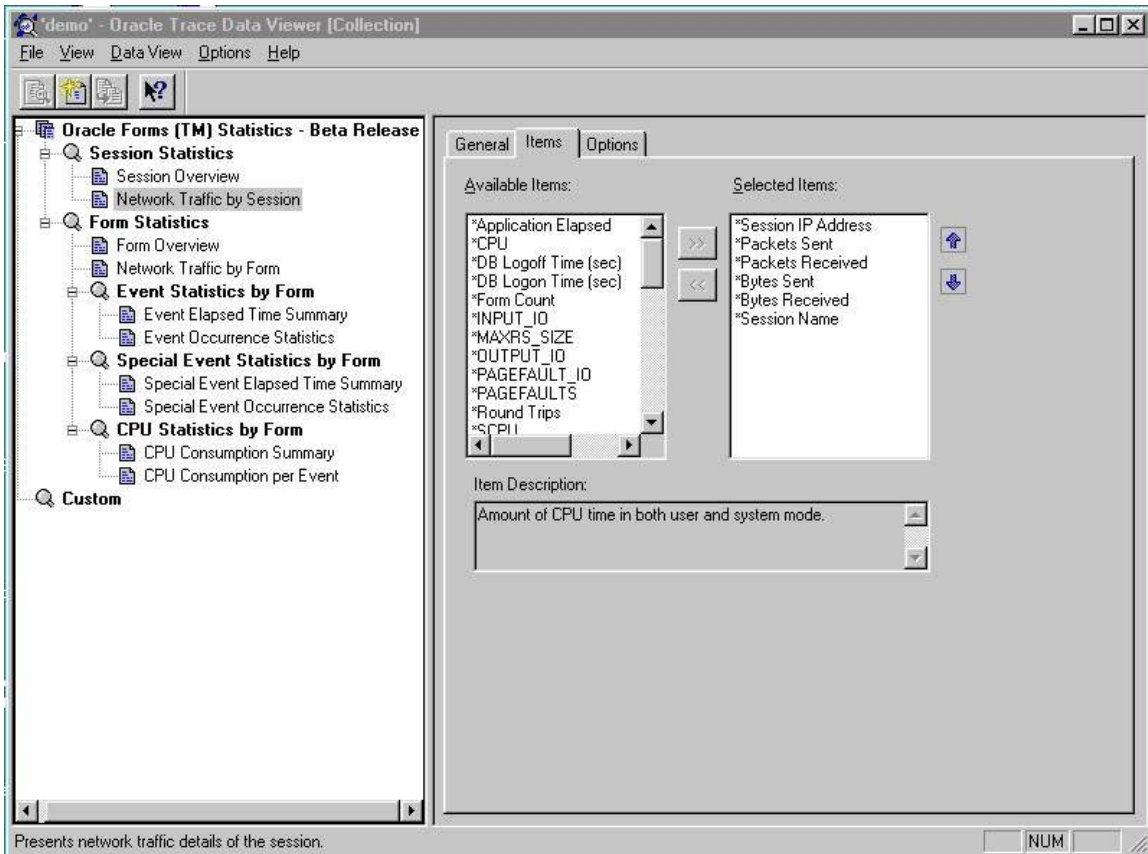 'demo' - Oracle Trace Data Viewer [Collection]
File View Data View Options Help
Oracle Forms (TM) Statistics - Beta Release
Session Statistics
Session Overview
Network Traffic by Session
Form Statistics
Form Overview
Network Traffic by Form
Event Statistics by Form
Event Elapsed Time Summary
Event Occurrence Statistics
Special Event Statistics by Form
Special Event Elapsed Time Summary
Special Event Occurrence Statistics
CPU Statistics by Form
CPU Consumption Summary
CPU Consumption per Event
Custom
General Items Options
Available Items:
*Application Elapsed
*CPU
*DB Logoff Time (sec)
*DB Logon Time (sec)
*Form Count
*INPUT_IO
*MAXRS_SIZE
*OUTPUT_IO
*PAGEFAULT_IO
*PAGEFAULTS
*Round Trips
*SCPU
>>
<<
Selected Items:
*Session IP Address
*Packets Sent
*Packets Received
*Bytes Sent
*Bytes Received
*Session Name
Item Description:
Amount of CPU time in both user and system mode.
Presents network traffic details of the session.
NUM